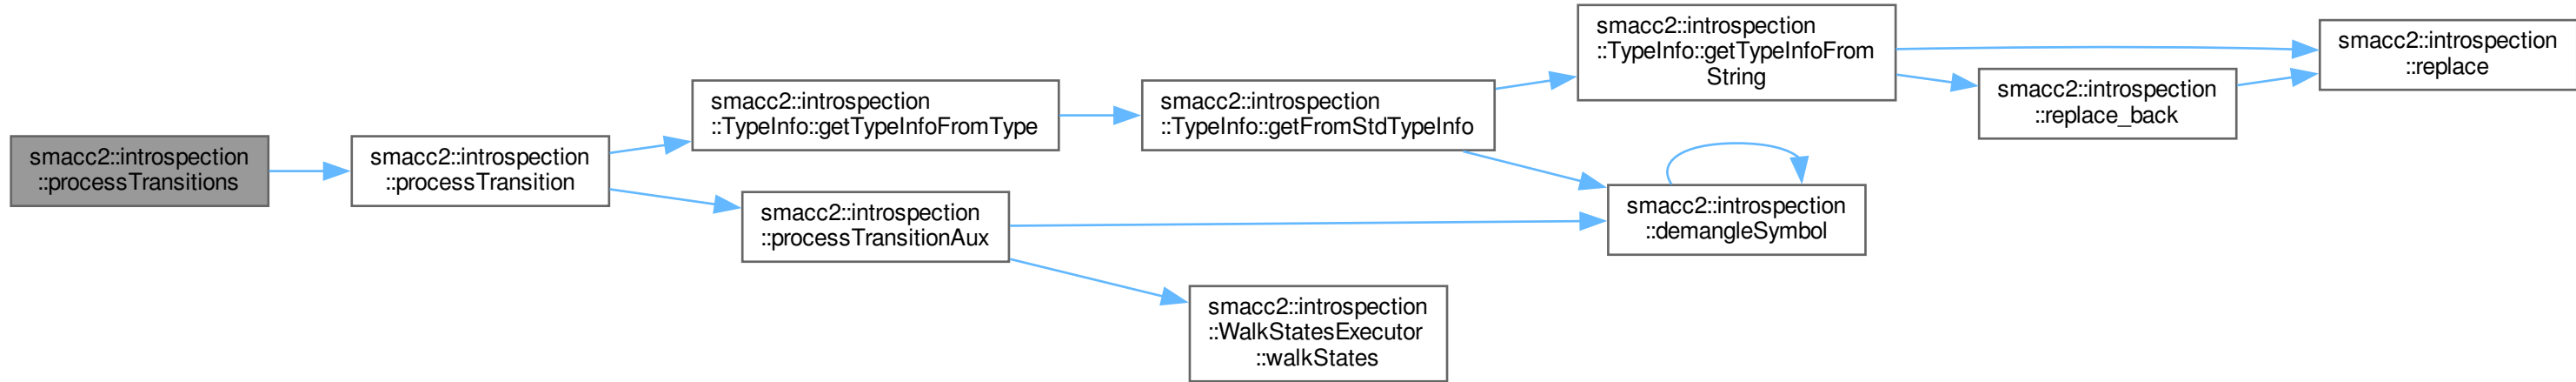 smacc2::introspection
::processTransitions
smacc2::introspection
::processTransition
smacc2::introspection
::TypeInfo::getTypeInfoFromType
smacc2::introspection
::processTransitionAux
smacc2::introspection
::TypeInfo::getFromStdTypeInfo
smacc2::introspection
::WalkStatesExecutor
::walkStates
smacc2::introspection
::TypeInfo::getTypeInfoFrom
String
smacc2::introspection
::demangleSymbol
smacc2::introspection
::replace_back
smacc2::introspection
::replace